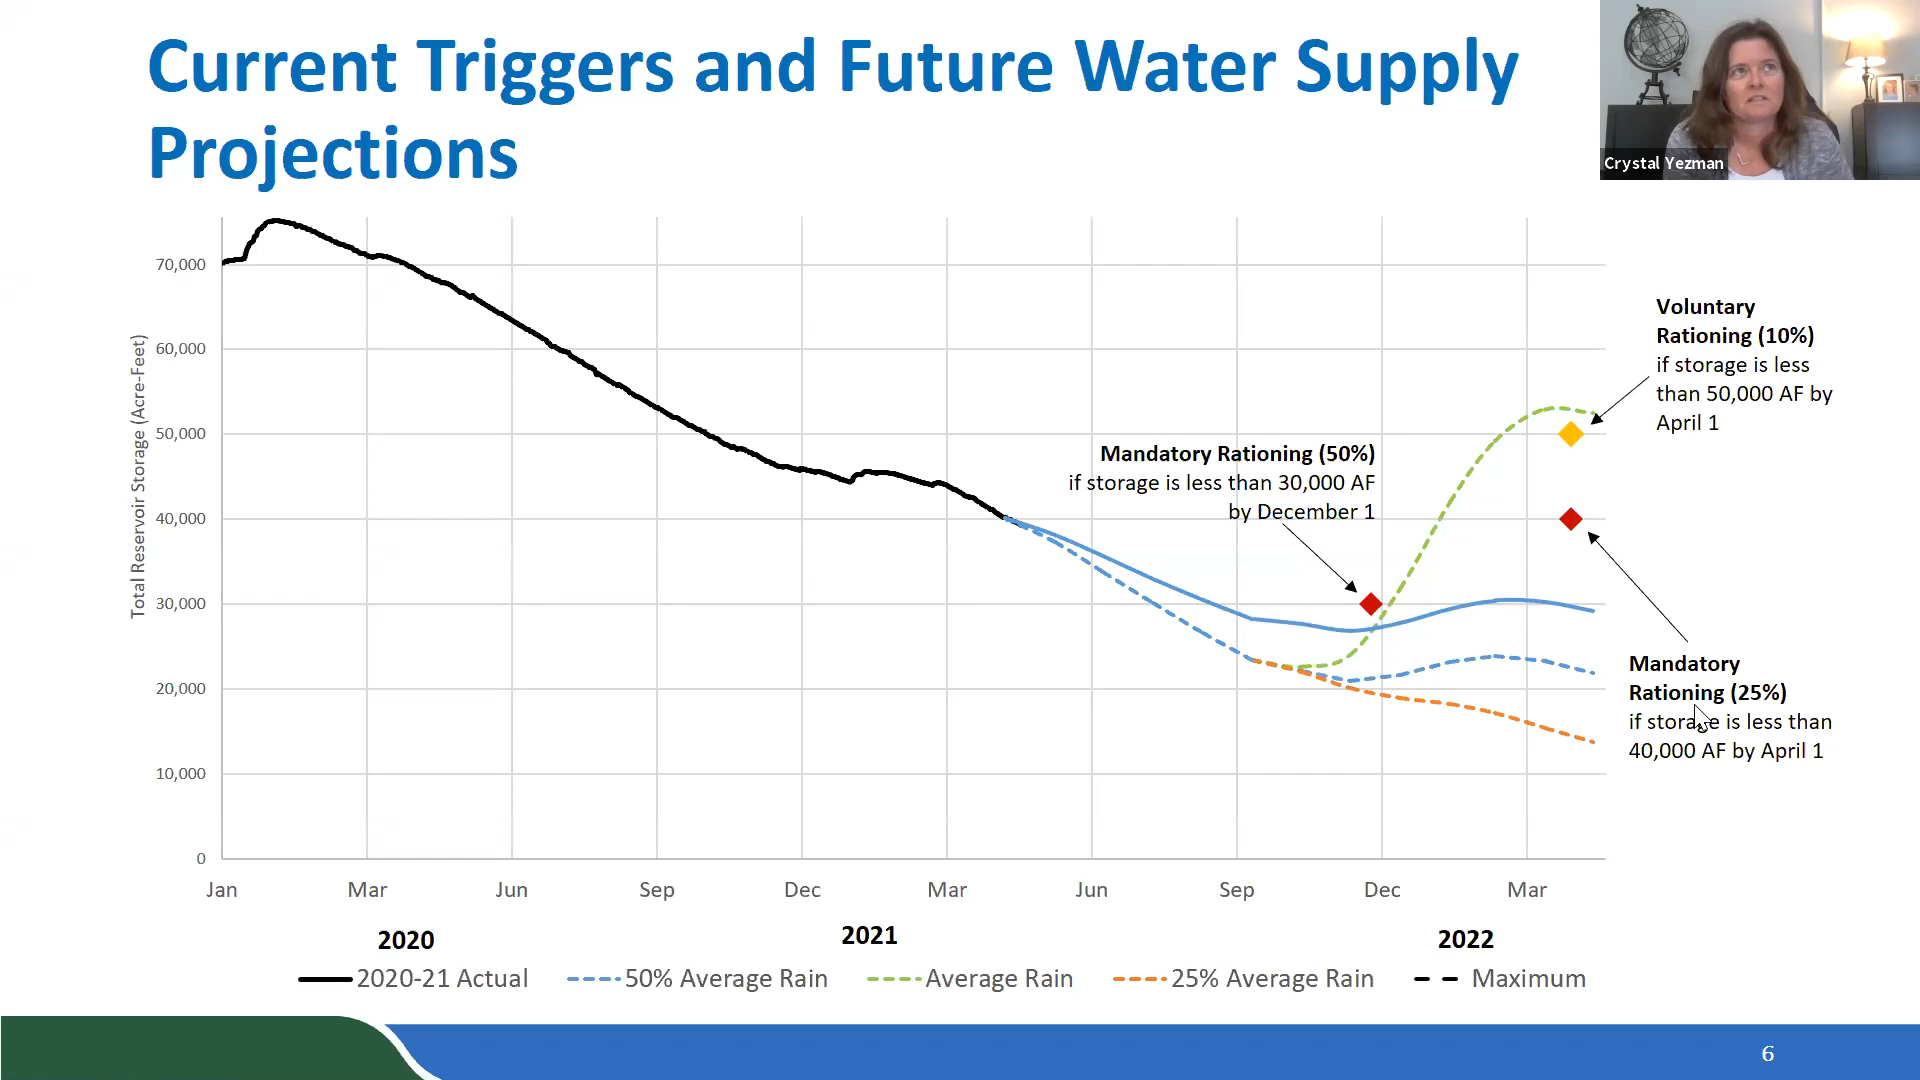 Current Triggers and Future Water Supply
Projections
Crystal Yezman
Total Reservoir Storage (Acre-Feet)
70,000
60,000
50,000
40,000
30,000
20,000
10,000
0
Voluntary
Rationing (10%)
if storage is less
than 50,000 AF by
April 1
Mandatory Rationing (50%)
if storage is less than 30,000 AF
by December 1
Mandatory
Rationing (25%)
if storage is less than
40,000 AF by April 1
Jan Mar Jun Sep Dec Mar Jun Sep Dec Mar
2020 2021 2022
2020-21 Actual 50% Average Rain Average Rain 25% Average Rain Maximum
6